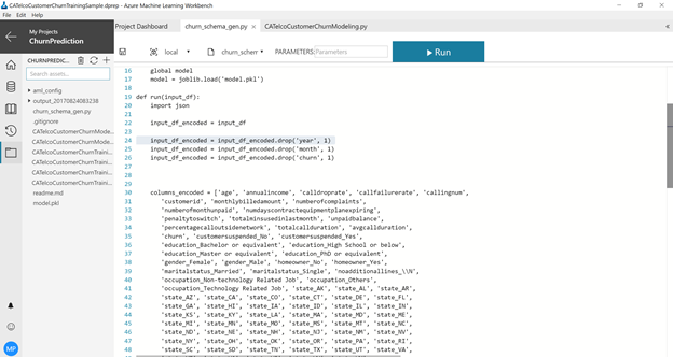 CATelcoCustomerChurnTrainingSample.dprep - Azure Machine Learning Workbench
File Edit Help
My Projects
ChurnPrediction
Project Dashboard churn_schema_gen.py × CATelcoCustomerChurnModeling.py
local churn_scherr PARAMETERS Parameters Run
CHURNPREDIC...
Search assets...
aml_config
output_2017082/4083.238
churn_schema_gen.py
.gitignore
CATelcoCustomerChurnMode...
CATelcoCustomerChurnMode...
CATelcoCustomerChurnTraini...
CATelcoCustomerChurnTraini...
CATelcoCustomerChurnTraini...
CATelcoCustomerChurnTraini...
readme.md
model.pkl
IMP
16 global model
17 model = joblib.load('model.pkl')
18
19 def run(input_df):
20 import json
21
22 input_df_encoded = input_df
23
24 input_df_encoded = input_df_encoded.drop('year', 1)
25 input_df_encoded = input_df_encoded.drop('month', 1)
26 input_df_encoded = input_df_encoded.drop('churn', 1)
27
28
29
30 columns_encoded = ['age', 'annualincome', 'calldroprate', 'callfailurerate', 'callingnum',
31 'customerid', 'monthlybilledamount', 'numberofcomplaints',
32 'numberofmonthunpaid', 'numdayscontractequipmentplanexpiring',
33 'penaltytoswitch', 'totalminsusedinlastmonth', 'unpaidbalance',
34 'percentagecalloutsidenetwork', 'totalcallduration', 'avgcallduration',
35 'churn', 'customersuspended_No', 'customersuspended_Yes',
36 'education_Bachelor or equivalent', 'education_High School or below',
37 'education_Master or equivalent', 'education_PhD or equivalent',
38 'gender_Female', 'gender_Male', 'homeowner_No', 'homeowner_Yes',
39 'maritalstatus_Married', 'maritalstatus_Single', 'noadditionallines_\\N',
40 'occupation_Non-technology Related Job', 'occupation_Others',
41 'occupation_Technology Related Job', 'state_AK', 'state_AL', 'state_AR',
42 'state_AZ', 'state_CA', 'state_CO', 'state_CT', 'state_DE', 'state_FL',
43 'state_GA', 'state_HI', 'state_IA', 'state_ID', 'state_IL', 'state_IN',
44 'state_KS', 'state_KY', 'state_LA', 'state_MA', 'state_MD', 'state_ME',
45 'state_MI', 'state_MN', 'state_MO', 'state_MS', 'state_MT', 'state_NC',
46 'state_ND', 'state_NE', 'state_NH', 'state_NJ', 'state_NM', 'state_NV',
47 'state_NY', 'state_OH', 'state_OK', 'state_OR', 'state_PA', 'state_RI',
48 'state_SC', 'state_SD', 'state_TN', 'state_TX', 'state_UT', 'state_VA',